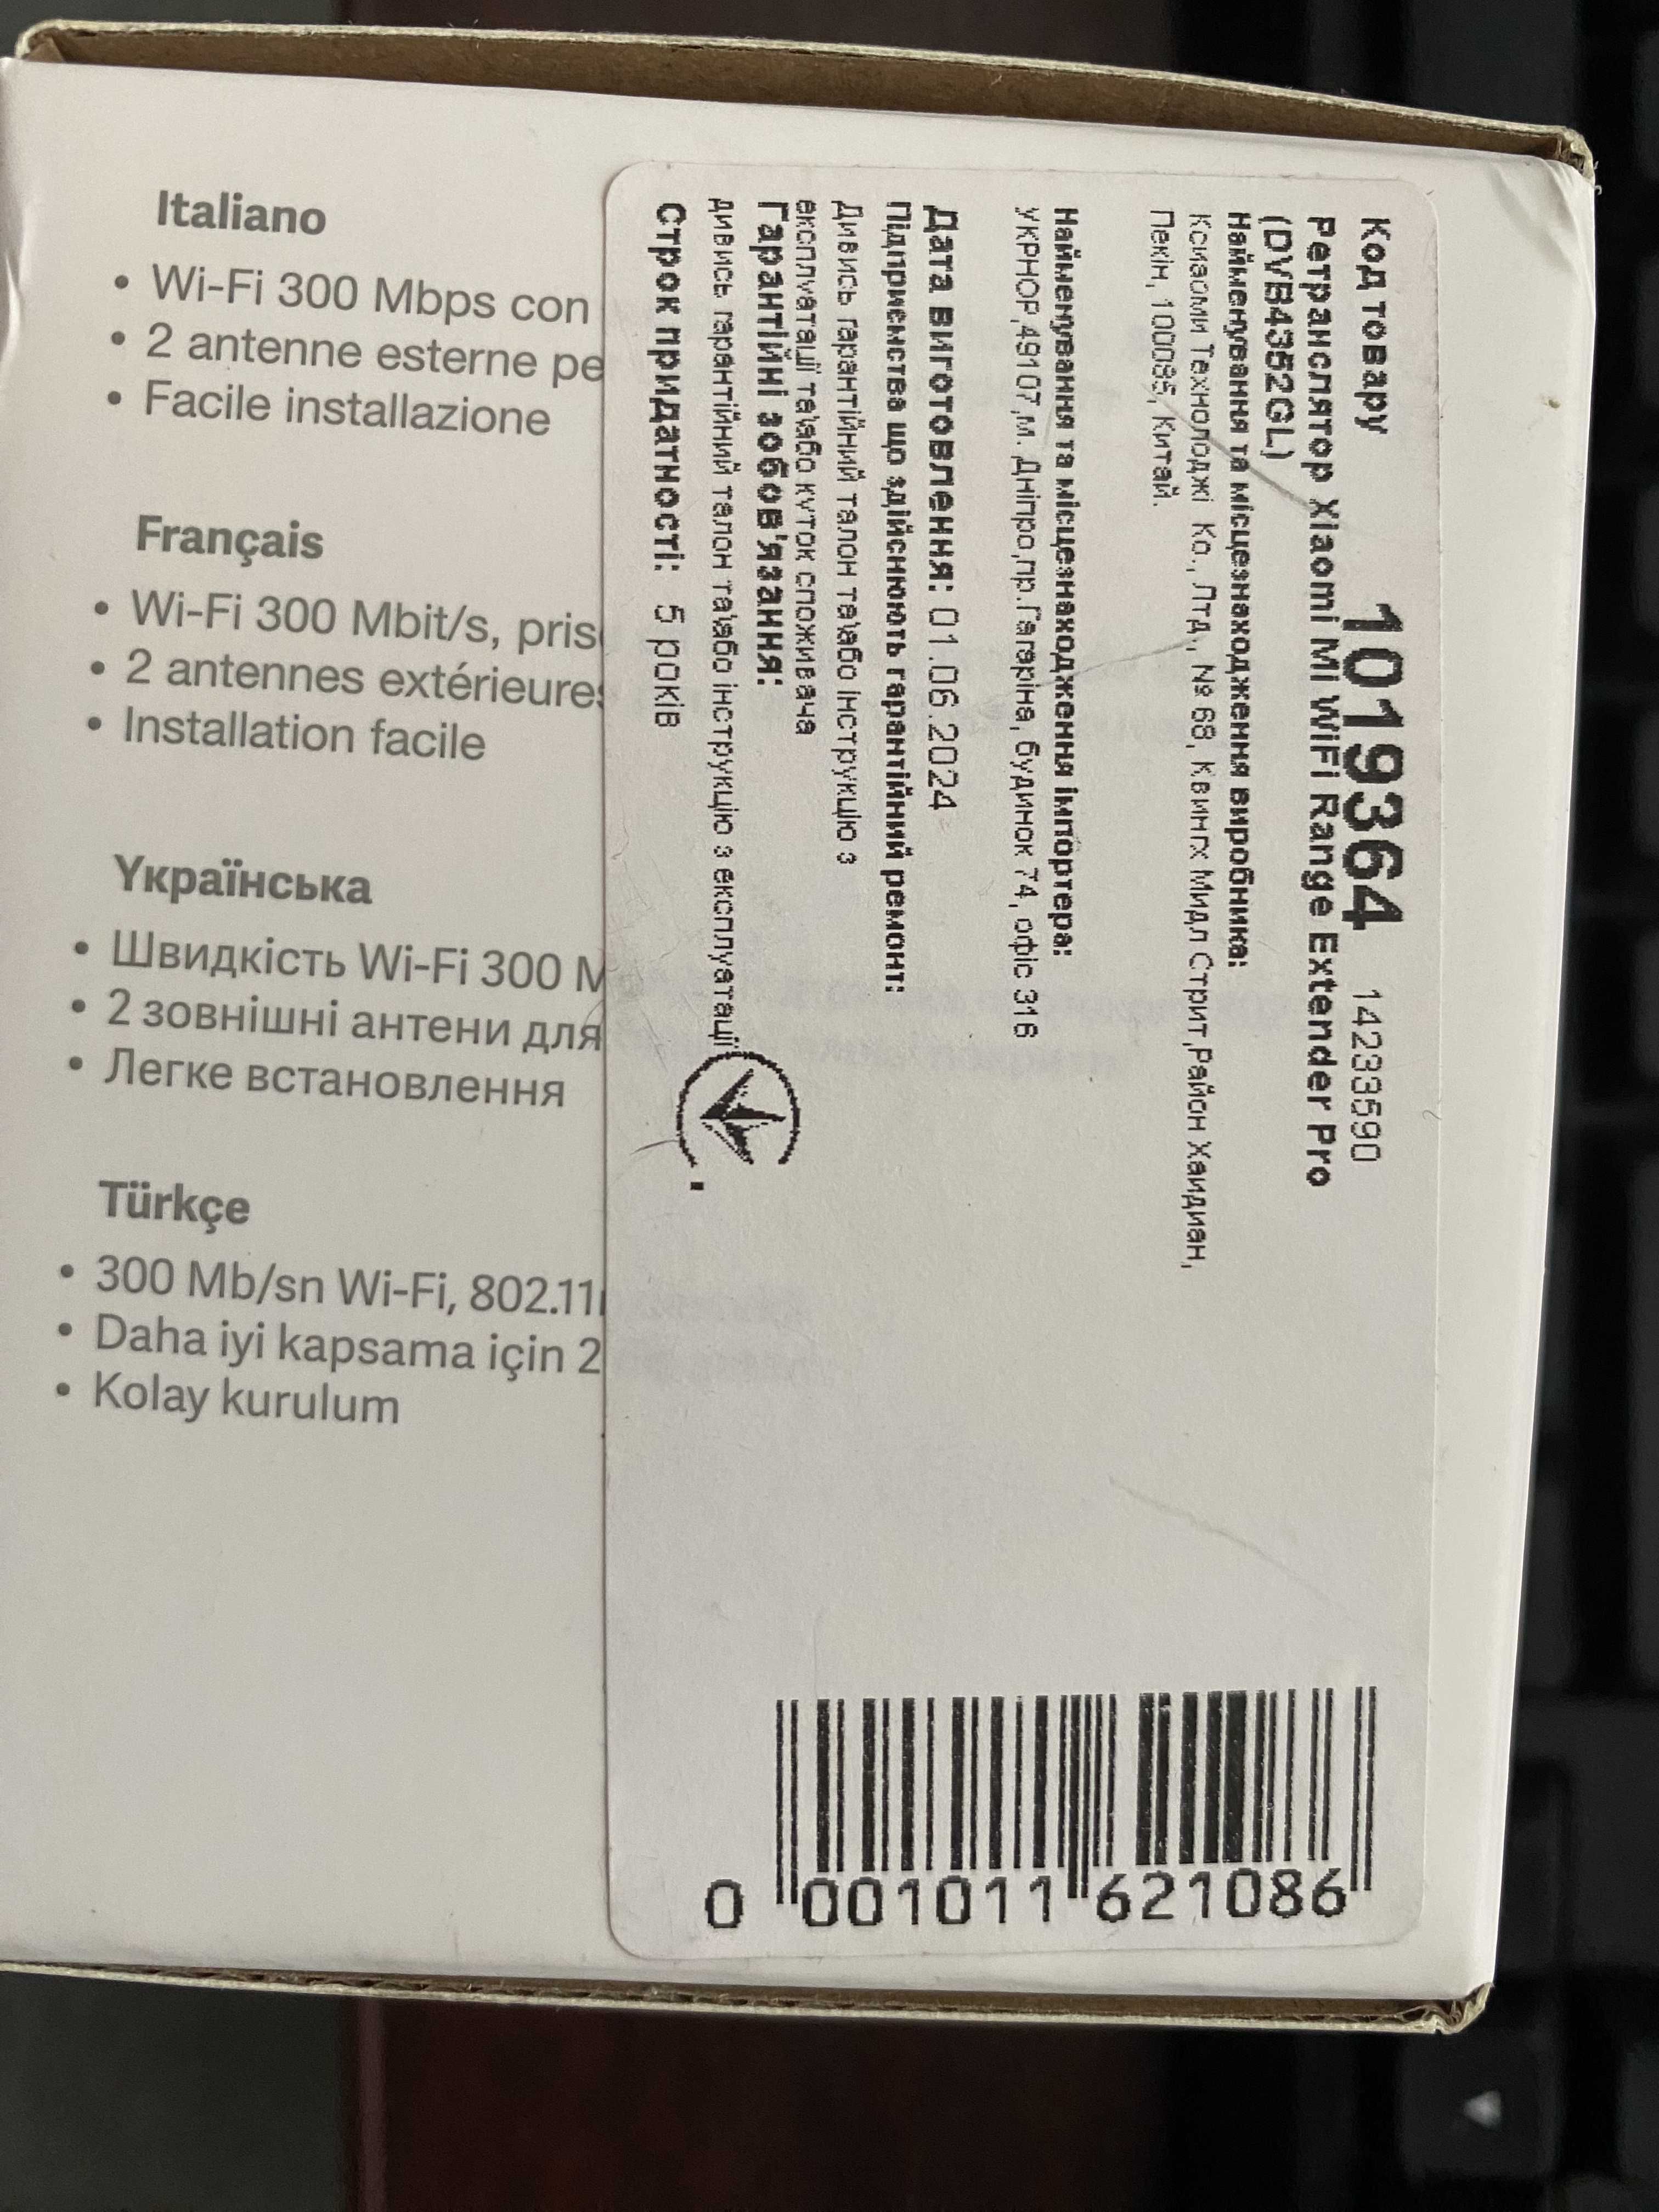 Italiano
• Wi-Fi 300 Mbps con
• 2 antenne esterne pe
• Facile installazione
Français
• Wi-Fi 300 Mbit/s, pris
• 2 antennes extérieures
• Installation facile
Українська
• Швидкість Wi-Fi 300 М
• 2 зовнішні антени для
• Легке встановлення
Türkçe
• 300 Mb/sn Wi-Fi, 802.11
• Daha iyi kapsama için 2
• Kolay kurulum
Код товару 1019364 14233590
Ретранслятор Xiaomi Mi WiFi Range Extender Pro
(DVB4352GL)
Найменування та місцезнаходження виробника:
Ксиаоми Технолоджі Ко., Лтд., № 68, Квингх Мидл Стрит,Район Хаидиан,
Пекін, 100085, Китай.
Найменування та місцезнаходження імпортера:
УКРНОР,49107,м. Дніпро,пр.Гагаріна, будинок 74, офіс 316
Дата виготовлення: 01.06.2024
Підприємства що здійснюють гарантійний ремонт:
Дивись гарантійний талон та\або інструкцію з
експлуатації та\або куток споживача
Гарантійні зобов'язання:
дивись гарантійний талон та\або інструкцію з експлуатації
Строк придатності: 5 років
0 001011 621086